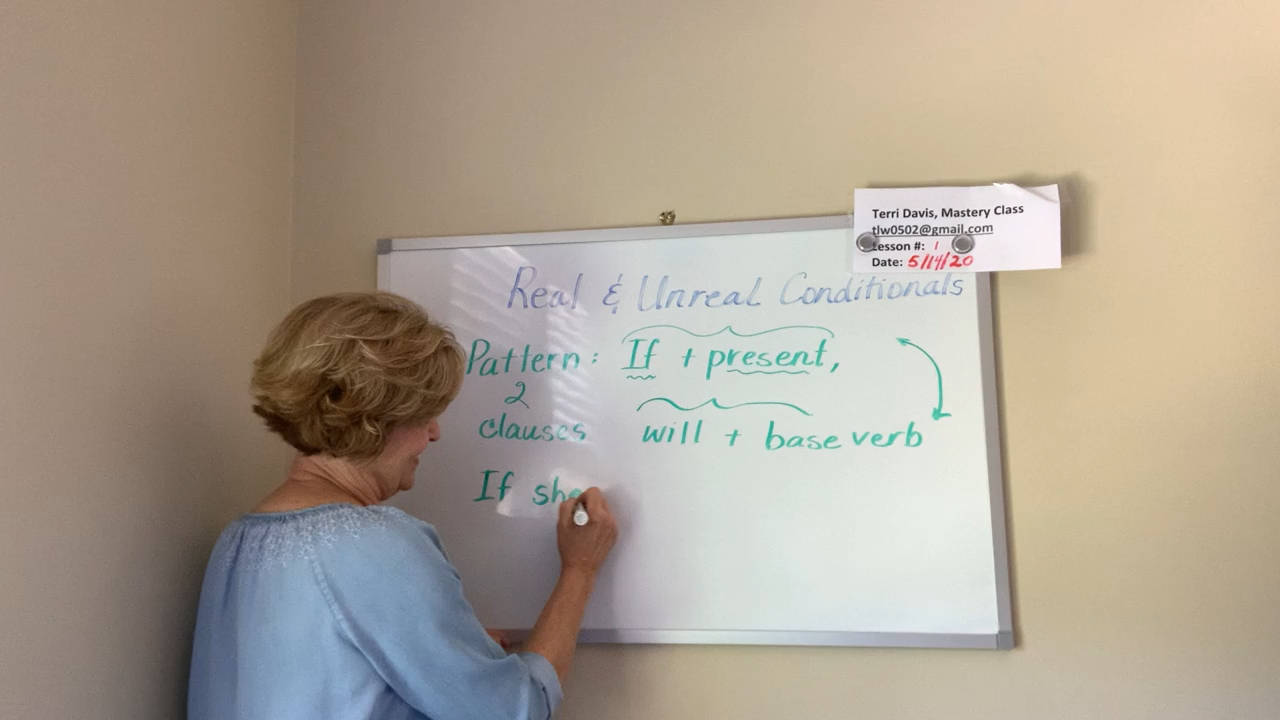 Terri Davis, Mastery Class
tlw0502@gmail.com
Lesson #: 1
Date: 5/14/20
Real & Unreal Conditionals
Pattern: If + present,
2
clauses will + base verb
If she